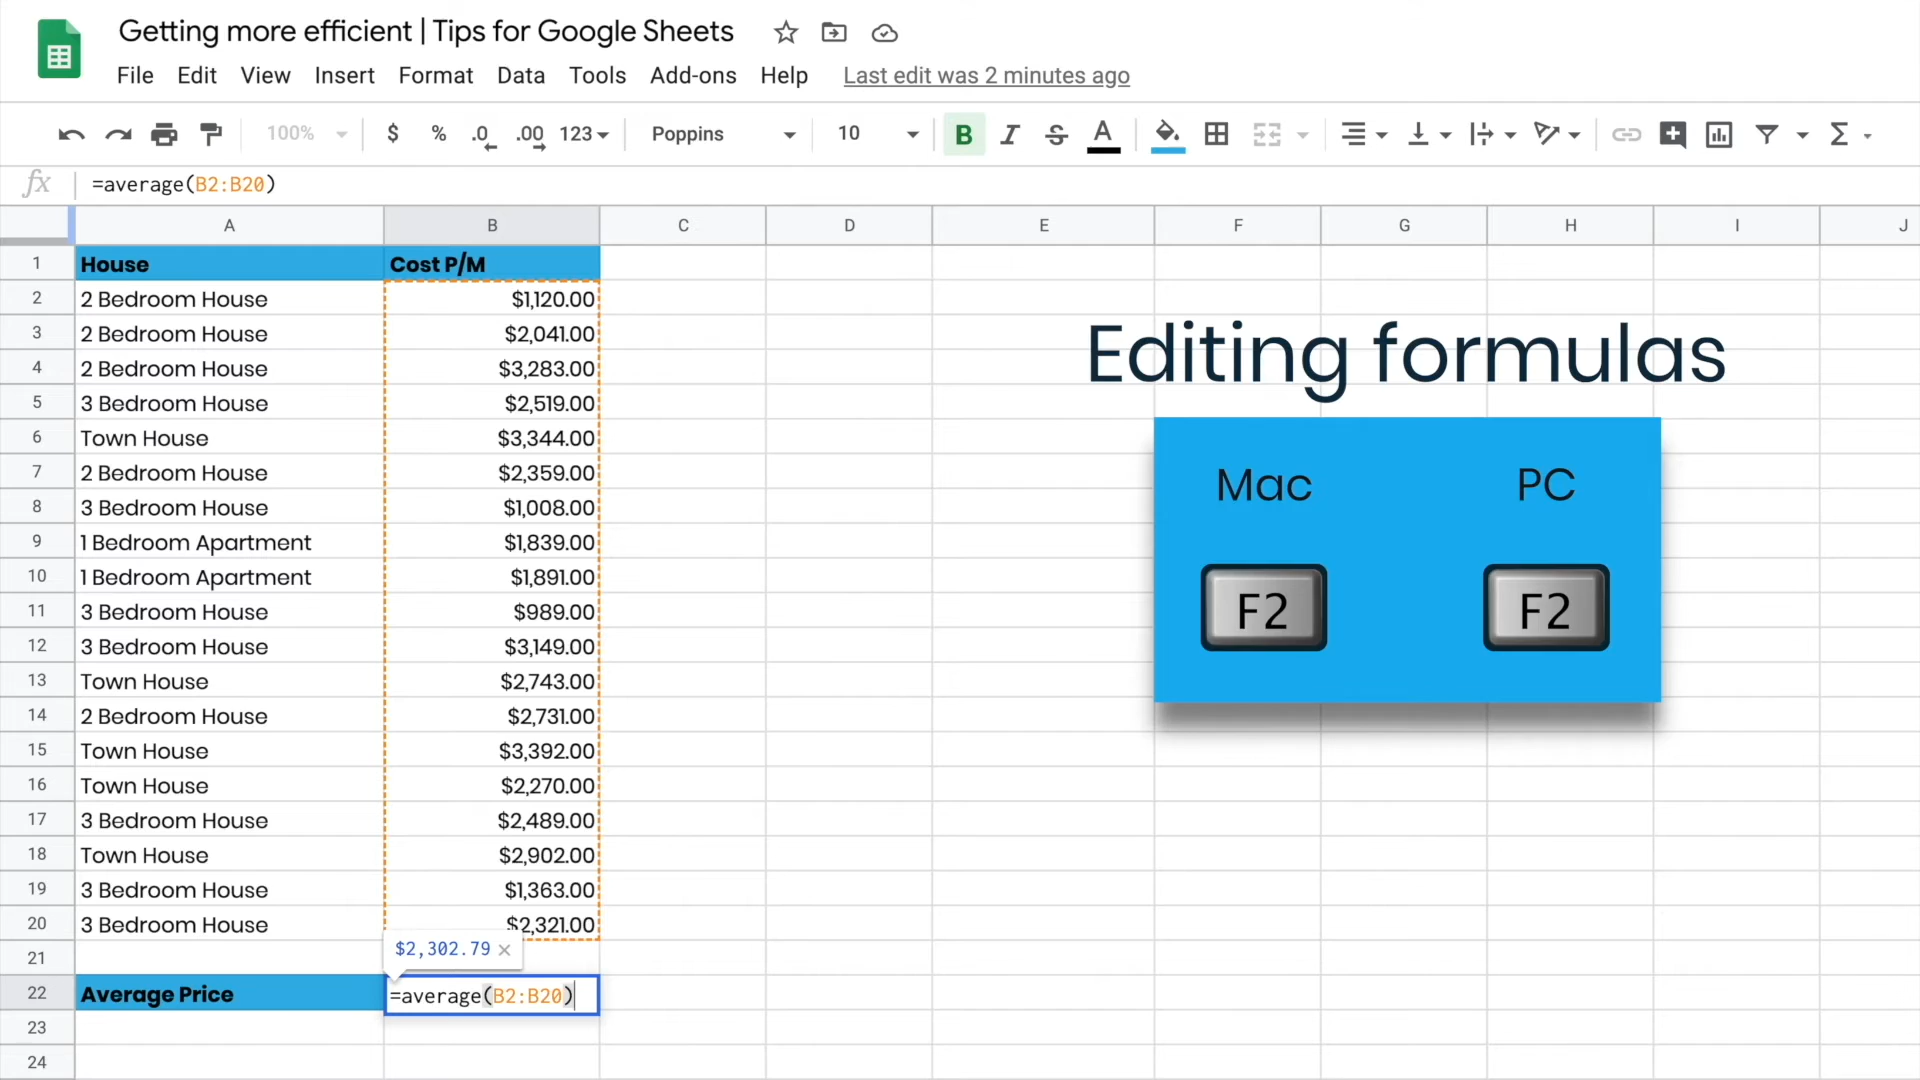 Getting more efficient | Tips for Google Sheets
File Edit View Insert Format Data Tools Add-ons Help Last edit was 2 minutes ago
100% $ % .0 .00 123 Poppins 10 B I S A Σ
fx =average(B2:B20)
A B C D E F G H I J
1 House Cost P/M
2 2 Bedroom House $1,120.00
3 2 Bedroom House $2,041.00
4 2 Bedroom House $3,283.00
5 3 Bedroom House $2,519.00
6 Town House $3,344.00
7 2 Bedroom House $2,359.00
8 3 Bedroom House $1,008.00
9 1 Bedroom Apartment $1,839.00
10 1 Bedroom Apartment $1,891.00
11 3 Bedroom House $989.00
12 3 Bedroom House $3,149.00
13 Town House $2,743.00
14 2 Bedroom House $2,731.00
15 Town House $3,392.00
16 Town House $2,270.00
17 3 Bedroom House $2,489.00
18 Town House $2,902.00
19 3 Bedroom House $1,363.00
20 3 Bedroom House $2,321.00
$2,302.79 ×
21
22 Average Price =average(B2:B20)
23
24
Editing formulas
Mac PC
F2 F2